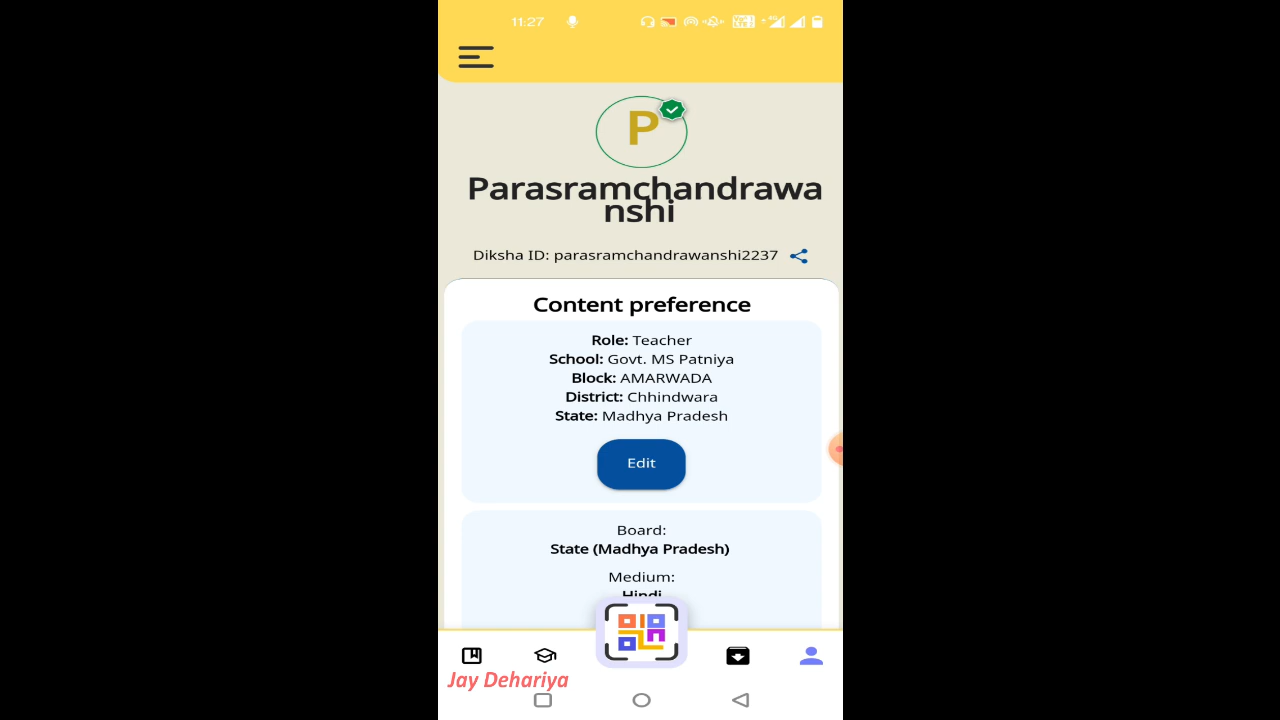 11:27
P
Parasramchandrawa
nshi
Diksha ID: parasramchandrawanshi2237
Content preference
Role: Teacher
School: Govt. MS Patniya
Block: AMARWADA
District: Chhindwara
State: Madhya Pradesh
Edit
Board:
State (Madhya Pradesh)
Medium:
Hindi
Jay Dehariya